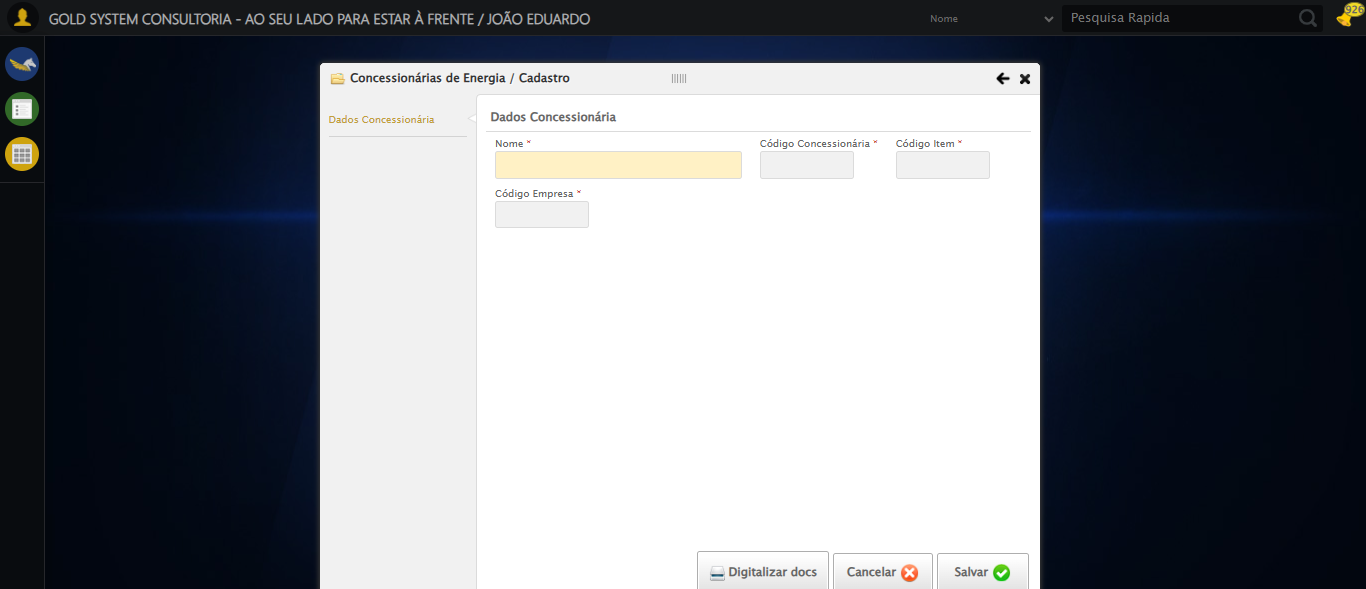 GOLD SYSTEM CONSULTORIA - AO SEU LADO PARA ESTAR À FRENTE / JOÃO EDUARDO
Nome
Pesquisa Rapida
926
Concessionárias de Energia / Cadastro
Dados Concessionária
Dados Concessionária
Nome *
Código Concessionária *
Código Item *
Código Empresa *
Digitalizar docs
Cancelar
Salvar